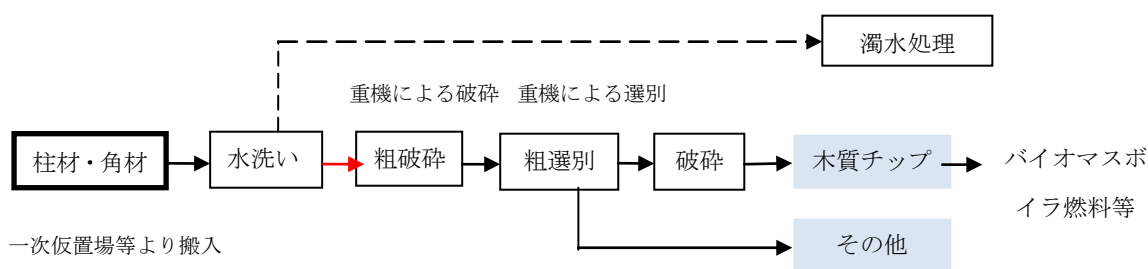 濁水処理
重機による破砕 重機による選別
柱材・角材
水洗い
粗破砕
粗選別
破砕
木質チップ
バイオマスボ
イラ燃料等
一次仮置場等より搬入
その他